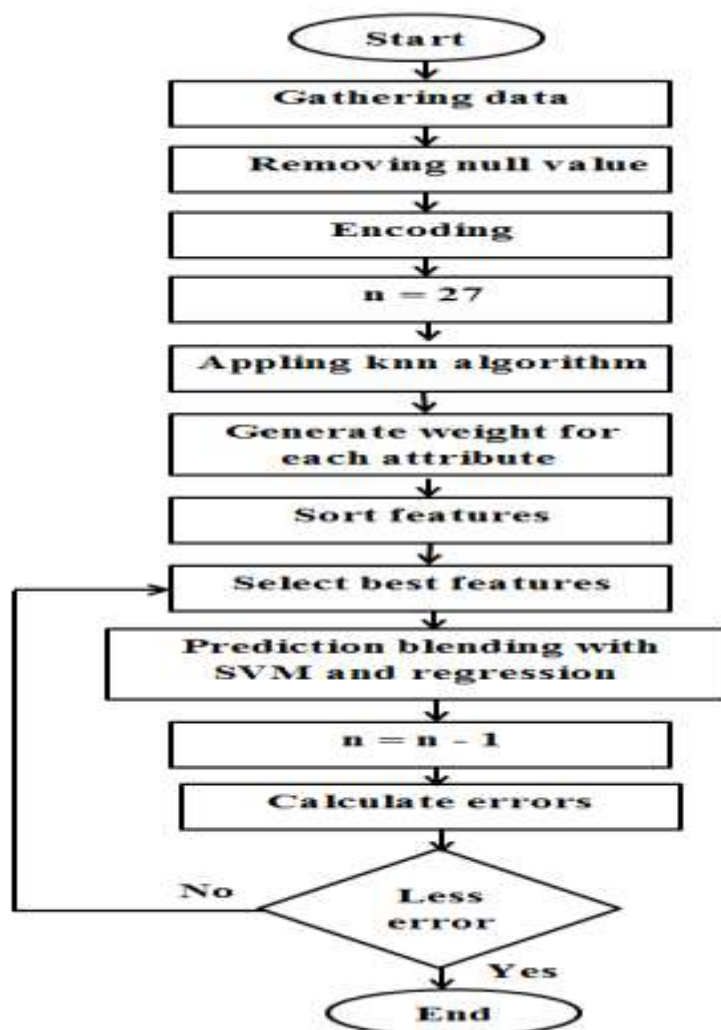 Start
Gathering data
Removing null value
Encoding
n = 27
Appling knn algorithm
Generate weight for
each attribute
Sort features
Select best features
Prediction blending with
SVM and regression
n = n - 1
Calculate errors
No
Less
error
Yes
End